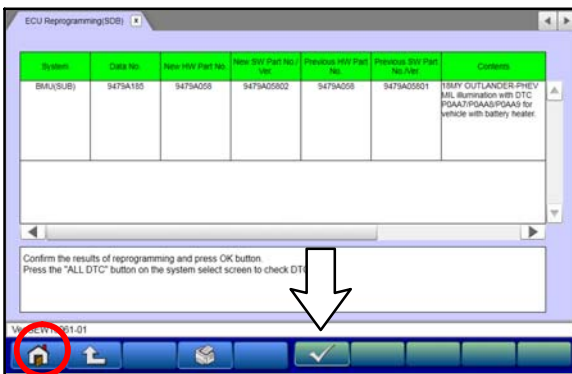 ECU Reprogramming(SDB) x
System Data No. New HW Part No. New SW Part No./ Previous HW Part Previous SW Part Contents
Ver. No. No./Ver.
BMU(SUB) 9479A185 9479A058 9479A05802 9479A058 9479A05801 18MY OUTLANDER-PHEV
MIL illumination with DTC
P0AA7/P0AA8/P0AA9 for
vehicle with battery heater.
Confirm the results of reprogramming and press OK button.
Press the "ALL DTC" button on the system select screen to check DT